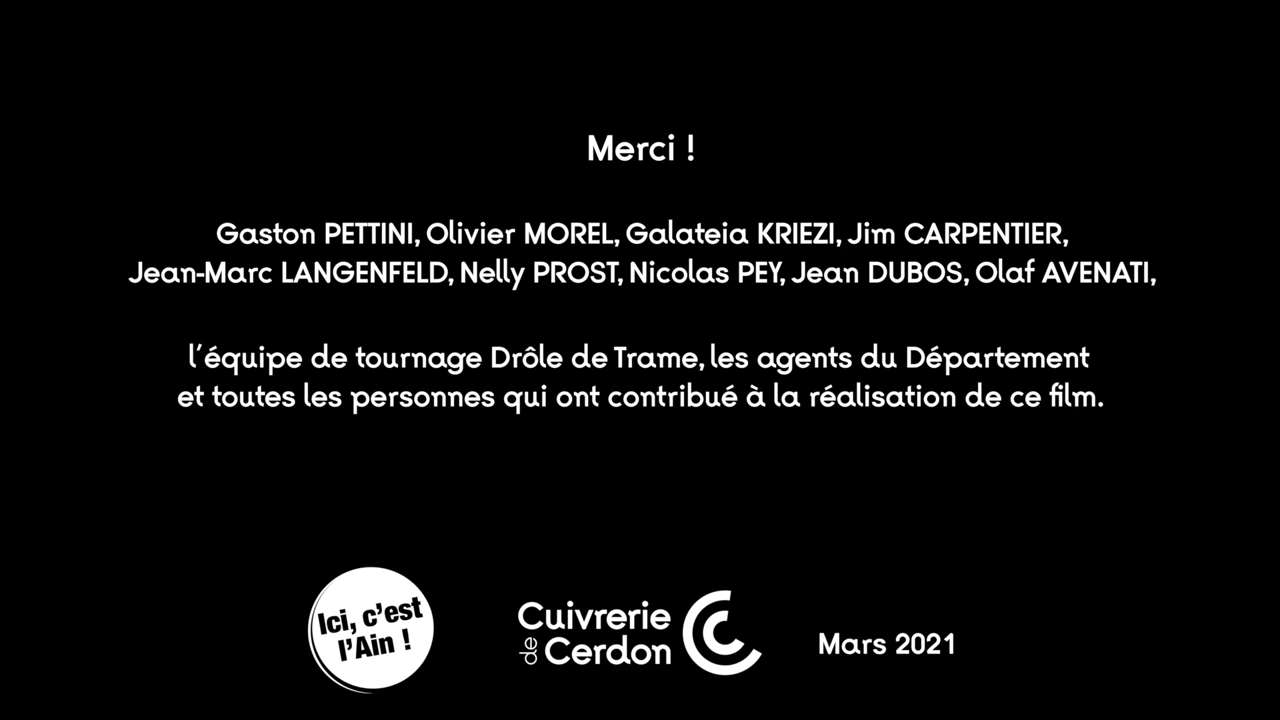 Merci !
Gaston PETTINI, Olivier MOREL, Galateia KRIEZI, Jim CARPENTIER,
Jean-Marc LANGENFELD, Nelly PROST, Nicolas PEY, Jean DUBOS, Olaf AVENATI,
l'équipe de tournage Drôle de Trame, les agents du Département
et toutes les personnes qui ont contribué à la réalisation de ce film.
Ici, c'est
l'Ain !
Cuivrerie
de Cerdon
Mars 2021